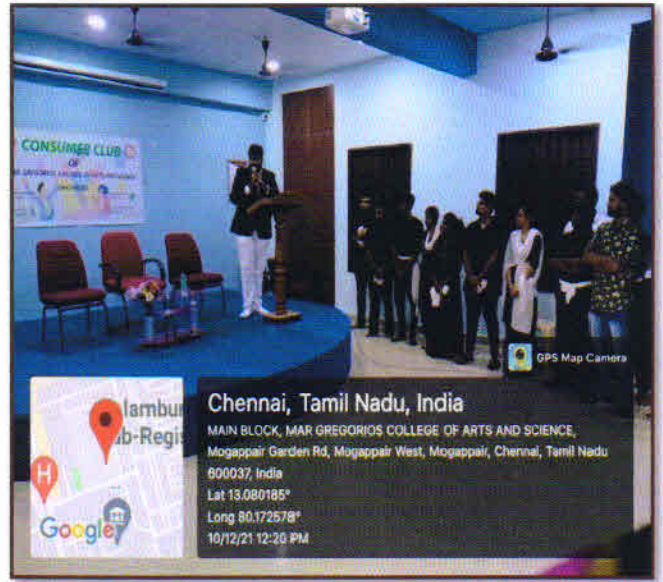 CONSUMER CLUB
OF
GPS Map Camera
lambur
b-Regis
H
Google
Chennai, Tamil Nadu, India
MAIN BLOCK, MAR GREGORIOS COLLEGE OF ARTS AND SCIENCE,
Mogappair Garden Rd, Mogappair West, Mogappair, Chennai, Tamil Nadu
600037, India
Lat 13.080185°
Long 80.172578°
10/12/21 12:20 PM